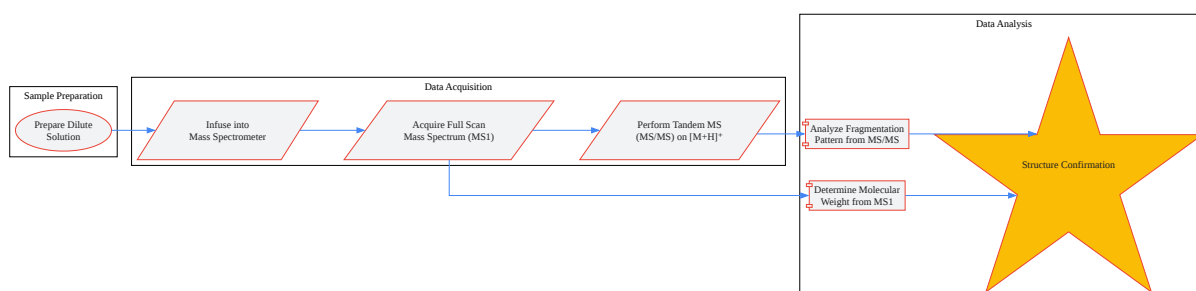 Sample Preparation
Prepare Dilute
Solution
Data Acquisition
Infuse into
Mass Spectrometer
Acquire Full Scan
Mass Spectrum (MS1)
Perform Tandem MS
(MS/MS) on [M+H]⁺
Data Analysis
Analyze Fragmentation
Pattern from MS/MS
Determine Molecular
Weight from MS1
Structure Confirmation